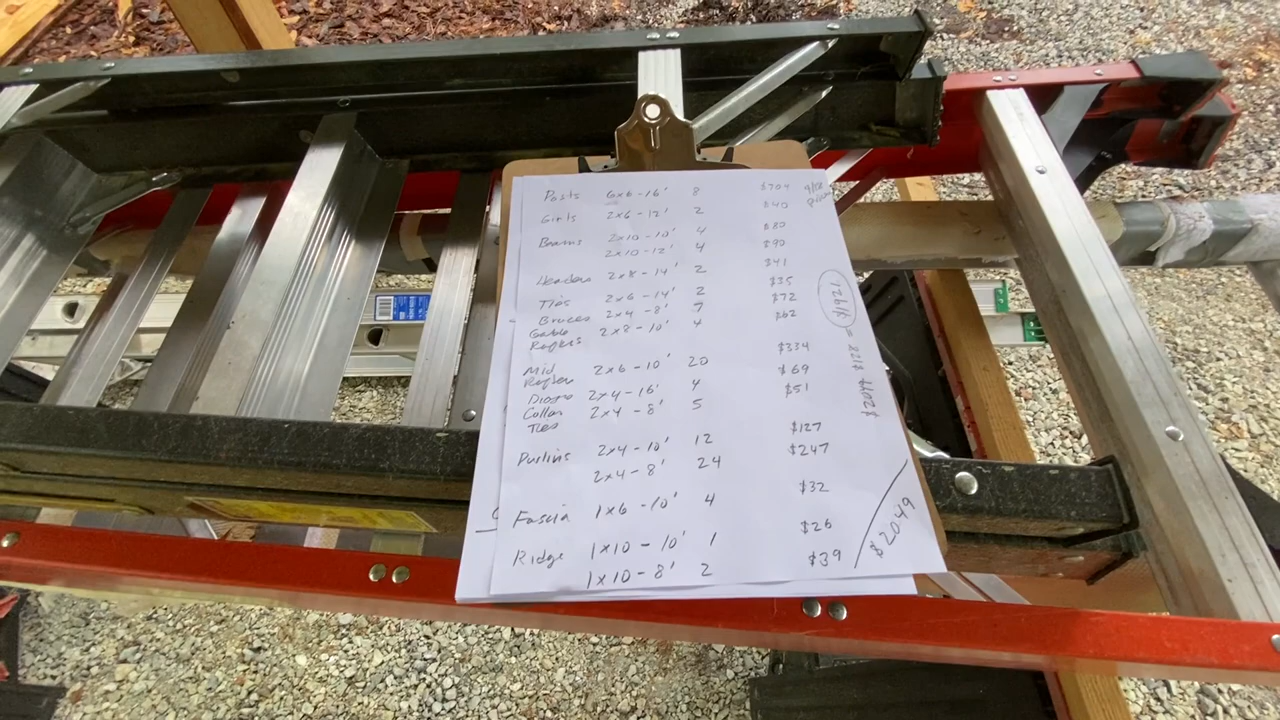 Posts 6x6-16' 8 $704
Girts 2x6-12' 2 $40
Beams 2x10-10' 4 $80
2x10-12' 4 $90
Headers 2x8-14' 2 $41
Ties 2x6-14' 2 $35
Braces 2x4-8' 7 $72
Gable Rafters 2x8-10' 4 $62
Mid Rafter 2x6-10' 20 $334
2x4-16' 4 $69
Collar Ties 2x4-8' 5 $51
Purlins 2x4-10' 12 $127
2x4-8' 24 $247
Fascia 1x6-10' 4 $32
Ridge 1x10-10' 1 $26
1x10-8' 2 $39
$2049